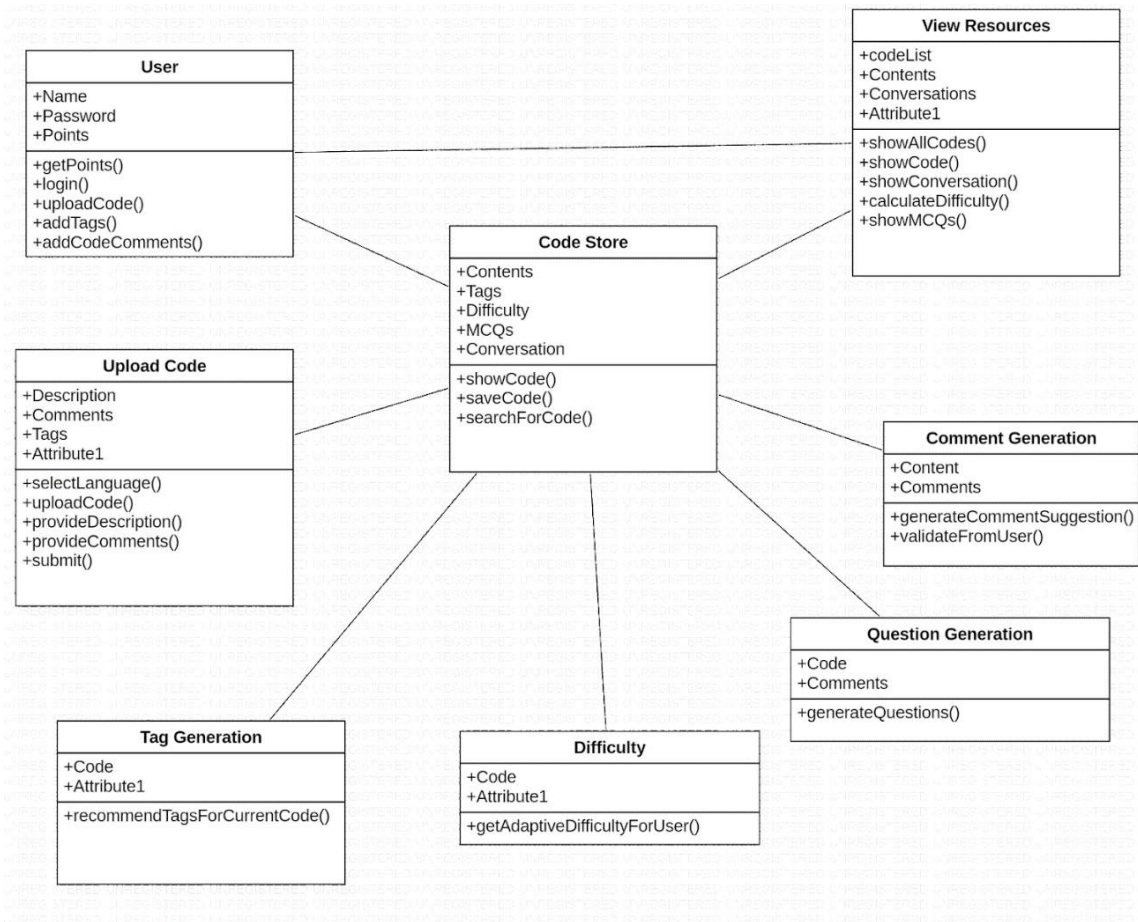 User
+Name
+Password
+Points
+getPoints()
+login()
+uploadCode()
+addTags()
+addCodeComments()
View Resources
+codeList
+Contents
+Conversations
+Attribute1
+showAllCodes()
+showCode()
+showConversation()
+calculateDifficulty()
+showMCQs()
Code Store
+Contents
+Tags
+Difficulty
+MCQs
+Conversation
+showCode()
+saveCode()
+searchForCode()
Upload Code
+Description
+Comments
+Tags
+Attribute1
+selectLanguage()
+uploadCode()
+provideDescription()
+provideComments()
+submit()
Comment Generation
+Content
+Comments
+generateCommentSuggestion()
+validateFromUser()
Question Generation
+Code
+Comments
+generateQuestions()
Tag Generation
+Code
+Attribute1
+recommendTagsForCurrentCode()
Difficulty
+Code
+Attribute1
+getAdaptiveDifficultyForUser()